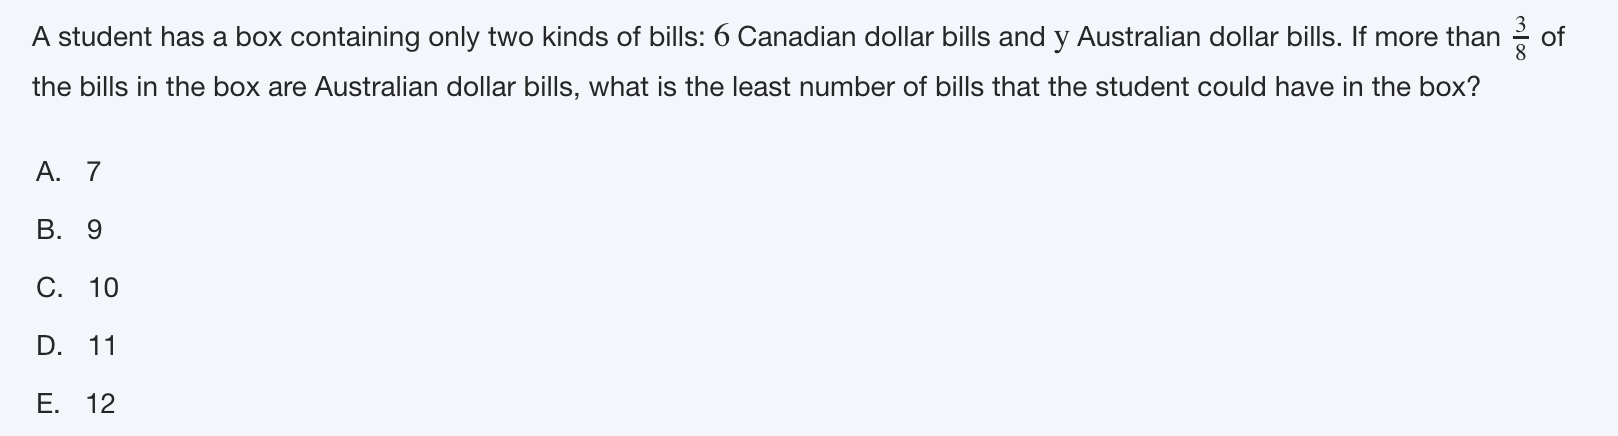 A student has a box containing only two kinds of bills: 6 Canadian dollar bills and y Australian dollar bills. If more than 3/8 of
the bills in the box are Australian dollar bills, what is the least number of bills that the student could have in the box?
A. 7
B. 9
C. 10
D. 11
E. 12